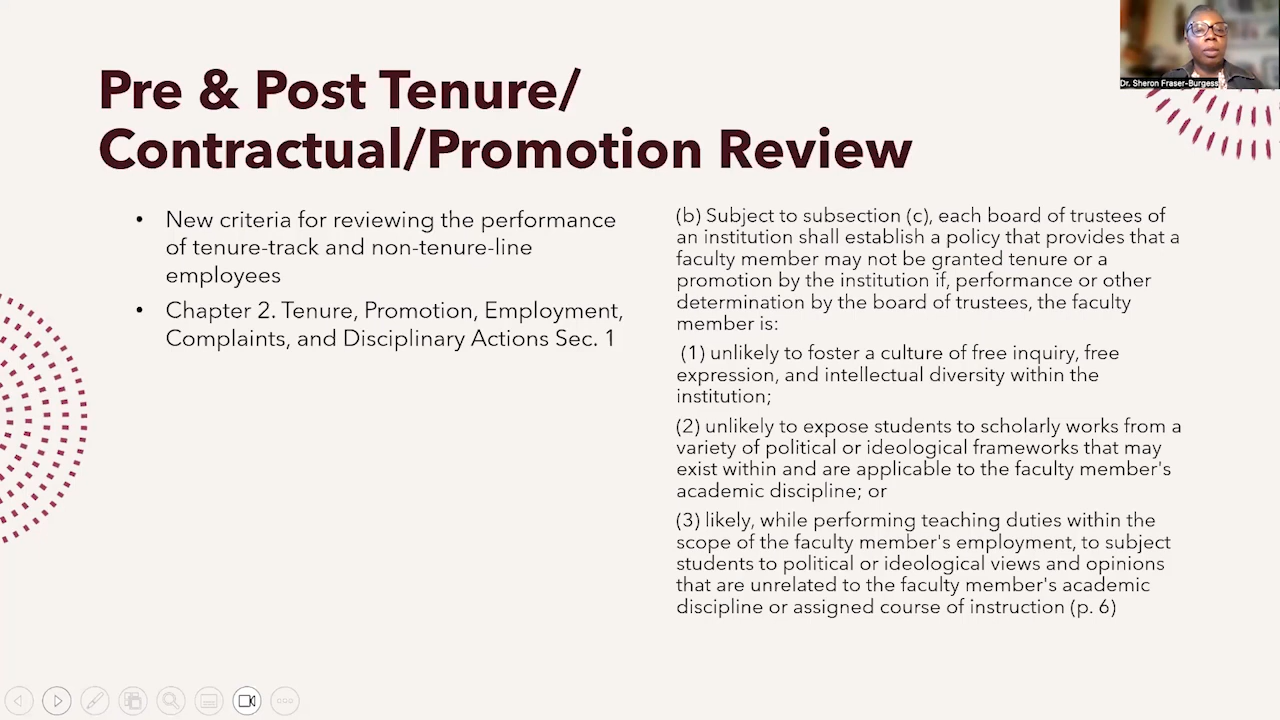 Pre & Post Tenure/
Contractual/Promotion Review
Dr. Sheron Fraser-Burgess
• New criteria for reviewing the performance
of tenure-track and non-tenure-line
employees
• Chapter 2. Tenure, Promotion, Employment,
Complaints, and Disciplinary Actions Sec. 1
(b) Subject to subsection (c), each board of trustees of
an institution shall establish a policy that provides that a
faculty member may not be granted tenure or a
promotion by the institution if, performance or other
determination by the board of trustees, the faculty
member is:
(1) unlikely to foster a culture of free inquiry, free
expression, and intellectual diversity within the
institution;
(2) unlikely to expose students to scholarly works from a
variety of political or ideological frameworks that may
exist within and are applicable to the faculty member's
academic discipline; or
(3) likely, while performing teaching duties within the
scope of the faculty member's employment, to subject
students to political or ideological views and opinions
that are unrelated to the faculty member's academic
discipline or assigned course of instruction (p. 6)